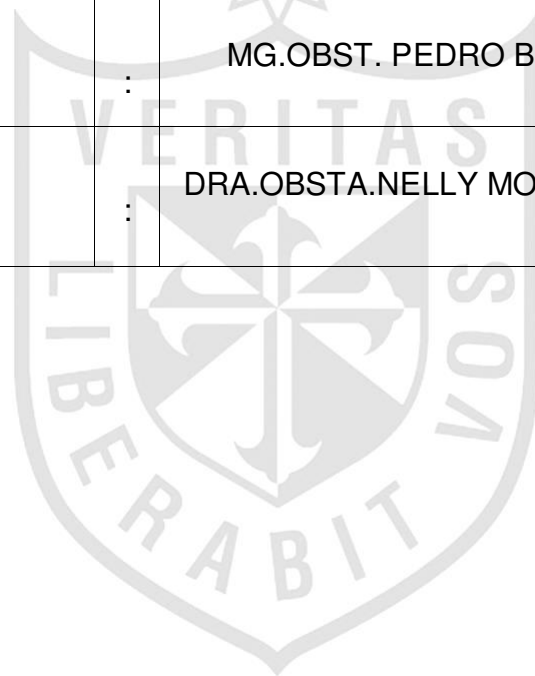 : MG.OBST. PEDRO B
: DRA.OBSTA.NELLY MO
VERITAS
LIBERABIT
VOS